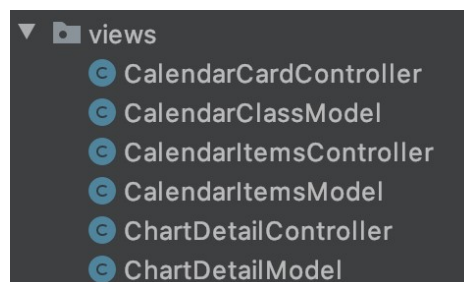 views
CalendarCardController
CalendarClassModel
CalendarItemsController
CalendarItemsModel
ChartDetailController
ChartDetailModel